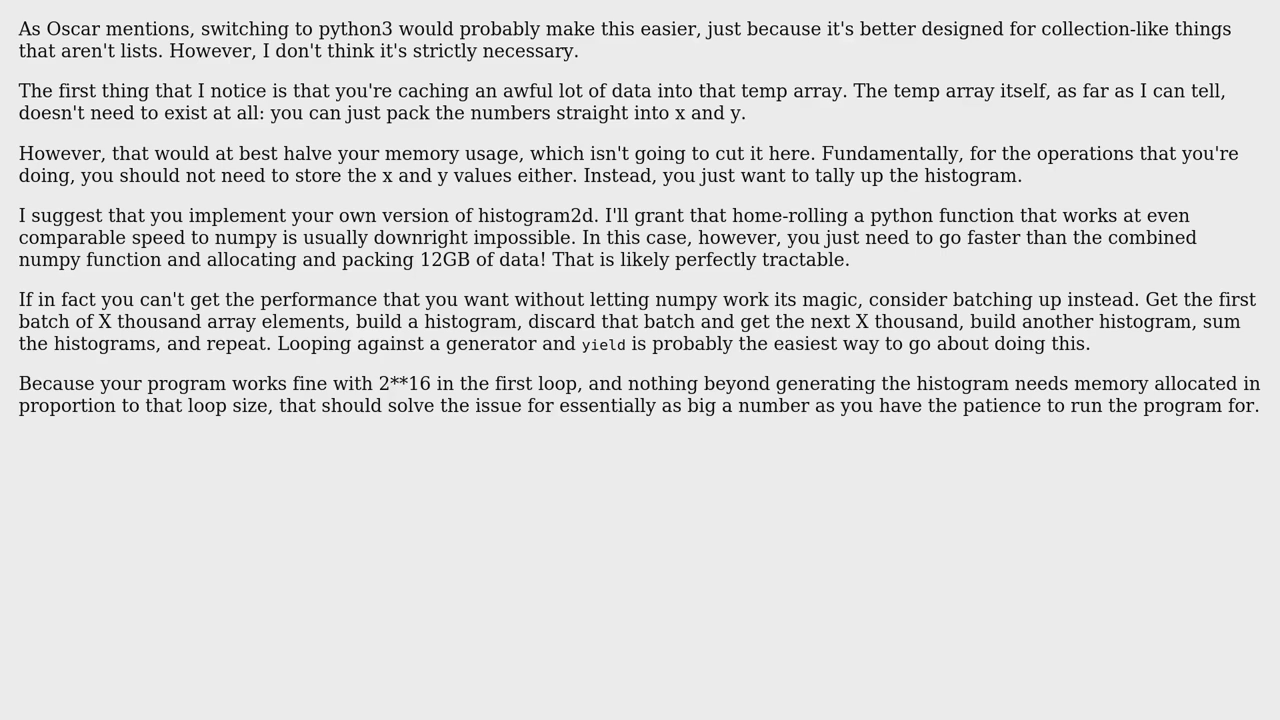 As Oscar mentions, switching to python3 would probably make this easier, just because it's better designed for collection-like things
that aren't lists. However, I don't think it's strictly necessary.
The first thing that I notice is that you're caching an awful lot of data into that temp array. The temp array itself, as far as I can tell,
doesn't need to exist at all: you can just pack the numbers straight into x and y.
However, that would at best halve your memory usage, which isn't going to cut it here. Fundamentally, for the operations that you're
doing, you should not need to store the x and y values either. Instead, you just want to tally up the histogram.
I suggest that you implement your own version of histogram2d. I'll grant that home-rolling a python function that works at even
comparable speed to numpy is usually downright impossible. In this case, however, you just need to go faster than the combined
numpy function and allocating and packing 12GB of data! That is likely perfectly tractable.
If in fact you can't get the performance that you want without letting numpy work its magic, consider batching up instead. Get the first
batch of X thousand array elements, build a histogram, discard that batch and get the next X thousand, build another histogram, sum
the histograms, and repeat. Looping against a generator and yield is probably the easiest way to go about doing this.
Because your program works fine with 2**16 in the first loop, and nothing beyond generating the histogram needs memory allocated in
proportion to that loop size, that should solve the issue for essentially as big a number as you have the patience to run the program for.